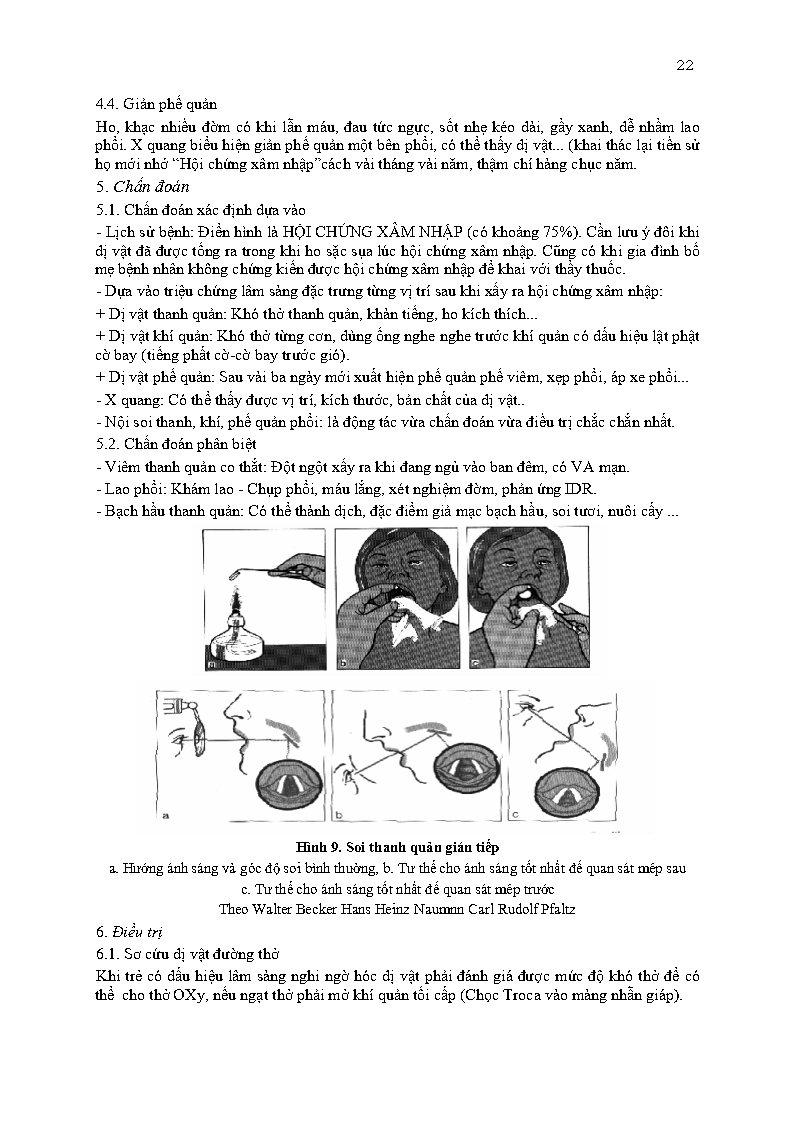 22
4.4. Giản phế quản
Ho, khạc nhiều đờm có khi lẫn máu, đau tức ngực, sốt nhẹ kéo dài, gầy xanh, dễ nhầm lao
phổi. X quang biểu hiện giản phế quản một bên phổi, có thể thấy dị vật... (khai thác lại tiền sử
họ mới nhớ “Hội chứng xâm nhập”cách vài tháng vài năm, thậm chí hàng chục năm.
5. Chẩn đoán
5.1. Chẩn đoán xác định dựa vào
- Lịch sử bệnh: Điển hình là HỘI CHỨNG XÂM NHẬP (có khoảng 75%). Cần lưu ý đôi khi
dị vật đã được tống ra trong khi ho sặc sụa lúc hội chứng xâm nhập. Cũng có khi gia đình bố
mẹ bệnh nhân không chứng kiến được hội chứng xâm nhập để khai với thầy thuốc.
- Dựa vào triệu chứng lâm sàng đặc trưng từng vị trí sau khi xẩy ra hội chứng xâm nhập:
+ Dị vật thanh quản: Khó thở thanh quản, khàn tiếng, ho kích thích...
+ Dị vật khí quản: Khó thở từng cơn, dùng ống nghe nghe trước khí quản có dấu hiệu lật phật
cờ bay (tiếng phất cờ-cờ bay trước gió).
+ Dị vật phế quản: Sau vài ba ngày mới xuất hiện phế quản phế viêm, xẹp phổi, áp xe phổi...
- X quang: Có thể thấy được vị trí, kích thước, bản chất của dị vật..
- Nội soi thanh, khí, phế quản phổi: là động tác vừa chẩn đoán vừa điều trị chắc chắn nhất.
5.2. Chẩn đoán phân biệt
- Viêm thanh quản co thắt: Đột ngột xẩy ra khi đang ngủ vào ban đêm, có VA mạn.
- Lao phổi: Khám lao - Chụp phổi, máu lắng, xét nghiệm đờm, phản ứng IDR.
- Bạch hầu thanh quản: Có thể thành dịch, đặc điểm giả mạc bạch hầu, soi tươi, nuôi cấy ...
a b c
a b c
Hình 9. Soi thanh quản gián tiếp
a. Hướng ánh sáng và góc độ soi bình thường, b. Tư thế cho ánh sáng tốt nhất để quan sát mép sau
c. Tư thế cho ánh sáng tốt nhất để quan sát mép trước
Theo Walter Becker Hans Heinz Naumnn Carl Rudolf Pfaltz
6. Điều trị
6.1. Sơ cứu dị vật đường thở
Khi trẻ có dấu hiệu lâm sàng nghi ngờ hóc dị vật phải đánh giá được mức độ khó thở để có
thể cho thở OXy, nếu ngạt thở phải mở khí quản tối cấp (Chọc Troca vào màng nhẫn giáp).